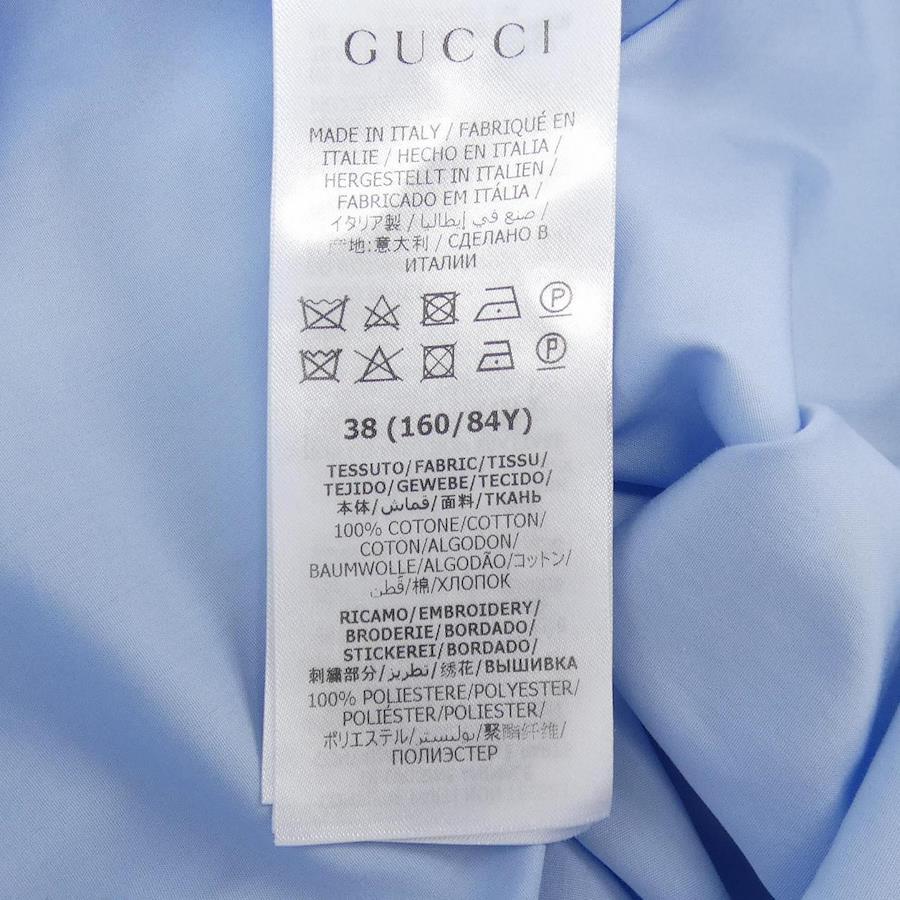 GUCCI
MADE IN ITALY / FABRIQUÉ EN
ITALIE / HECHO EN ITALIA /
HERGESTELLT IN ITALIEN /
FABRICADO EM ITÁLIA /
イタリア製 / صنع في إيطاليا /
产地:意大利 / СДЕЛАНО В
ИТАЛИИ
P
P
38 (160/84Y)
TESSUTO/FABRIC/TISSU/
TEJIDO/GEWEBE/TECIDO/
本体/قماش/面料/ТКАНЬ
100% COTONE/COTTON/
COTON/ALGODON/
BAUMWOLLE/ALGODÃO/コットン/
قطن/棉/ХЛОПОК
RICAMO/EMBROIDERY/
BRODERIE/BORDADO/
STICKEREI/BORDADO/
刺繍部分/تطريز/绣花/ВЫШИВКА
100% POLIESTERE/POLYESTER/
POLIÉSTER/POLIESTER/
ポリエステル/بوليستر/聚酯纤维/
ПОЛИЭСТЕР